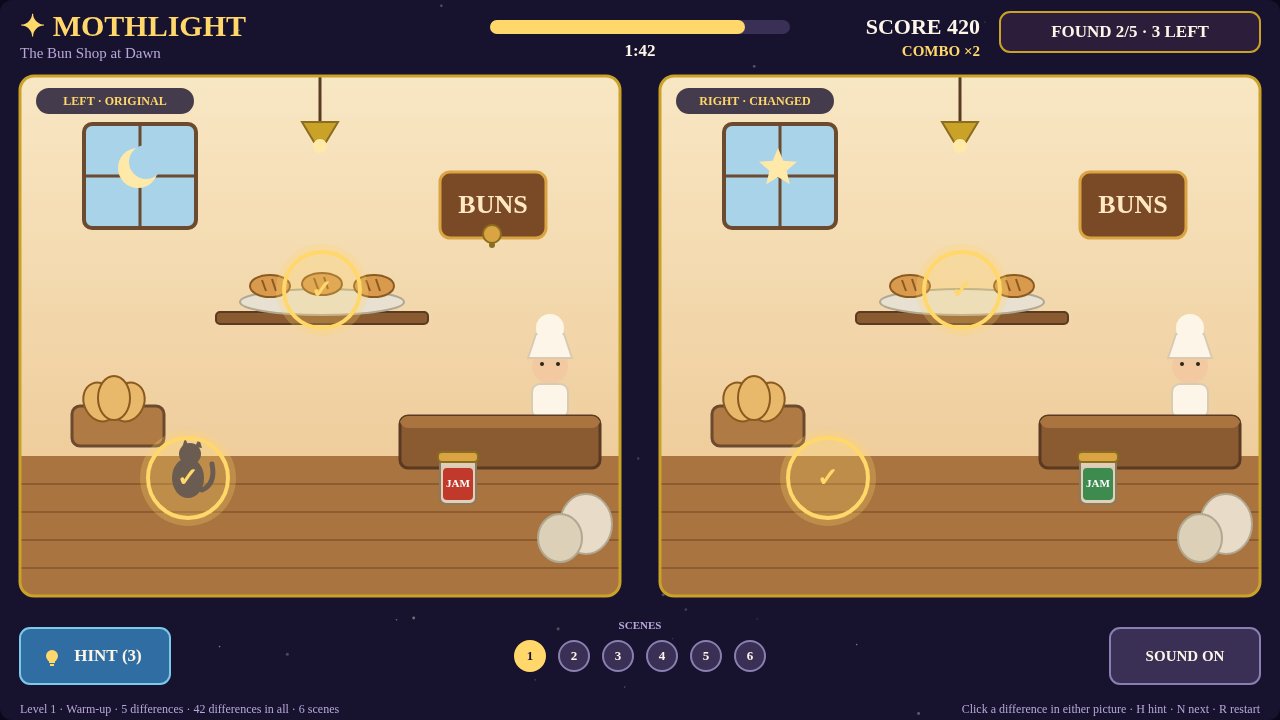 ✦ MOTHLIGHT
The Bun Shop at Dawn
1:42
SCORE 420
COMBO ×2
FOUND 2/5 · 3 LEFT
LEFT · ORIGINAL
BUNS
JAM
RIGHT · CHANGED
BUNS
JAM
HINT (3)
SCENES
1 2 3 4 5 6
SOUND ON
Level 1 · Warm-up · 5 differences · 42 differences in all · 6 scenes
Click a difference in either picture · H hint · N next · R restart